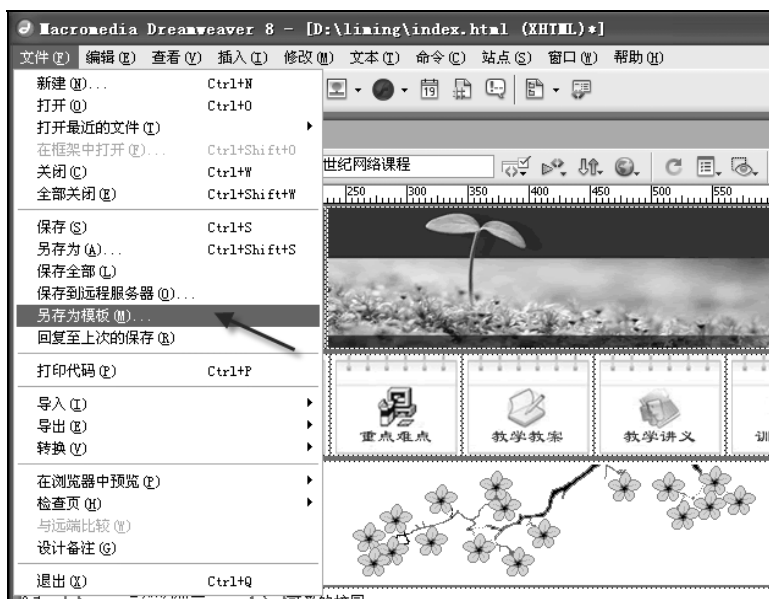 Macromedia Dreamweaver 8 - [D:\liming\index.html (XHTML)*]
文件(F) 编辑(E) 查看(V) 插入(I) 修改(M) 文本(T) 命令(C) 站点(S) 窗口(W) 帮助(H)
新建(N)... Ctrl+N
打开(O) Ctrl+O
打开最近的文件(T)
在框架中打开(F)... Ctrl+Shift+O
关闭(C) Ctrl+W
全部关闭(E) Ctrl+Shift+W
世纪网络课程
250 300 350 400 450 500 550
保存(S) Ctrl+S
另存为(A)... Ctrl+Shift+S
保存全部(L)
保存到远程服务器(O)...
另存为模板(M)...
回复至上次的保存(R)
打印代码(P) Ctrl+P
导入(I)
导出(E)
转换(V)
重点难点 教学教案 教学讲义 训
在浏览器中预览(P)
检查页(H)
与远端比较(W)
设计备注(G)
退出(X) Ctrl+Q